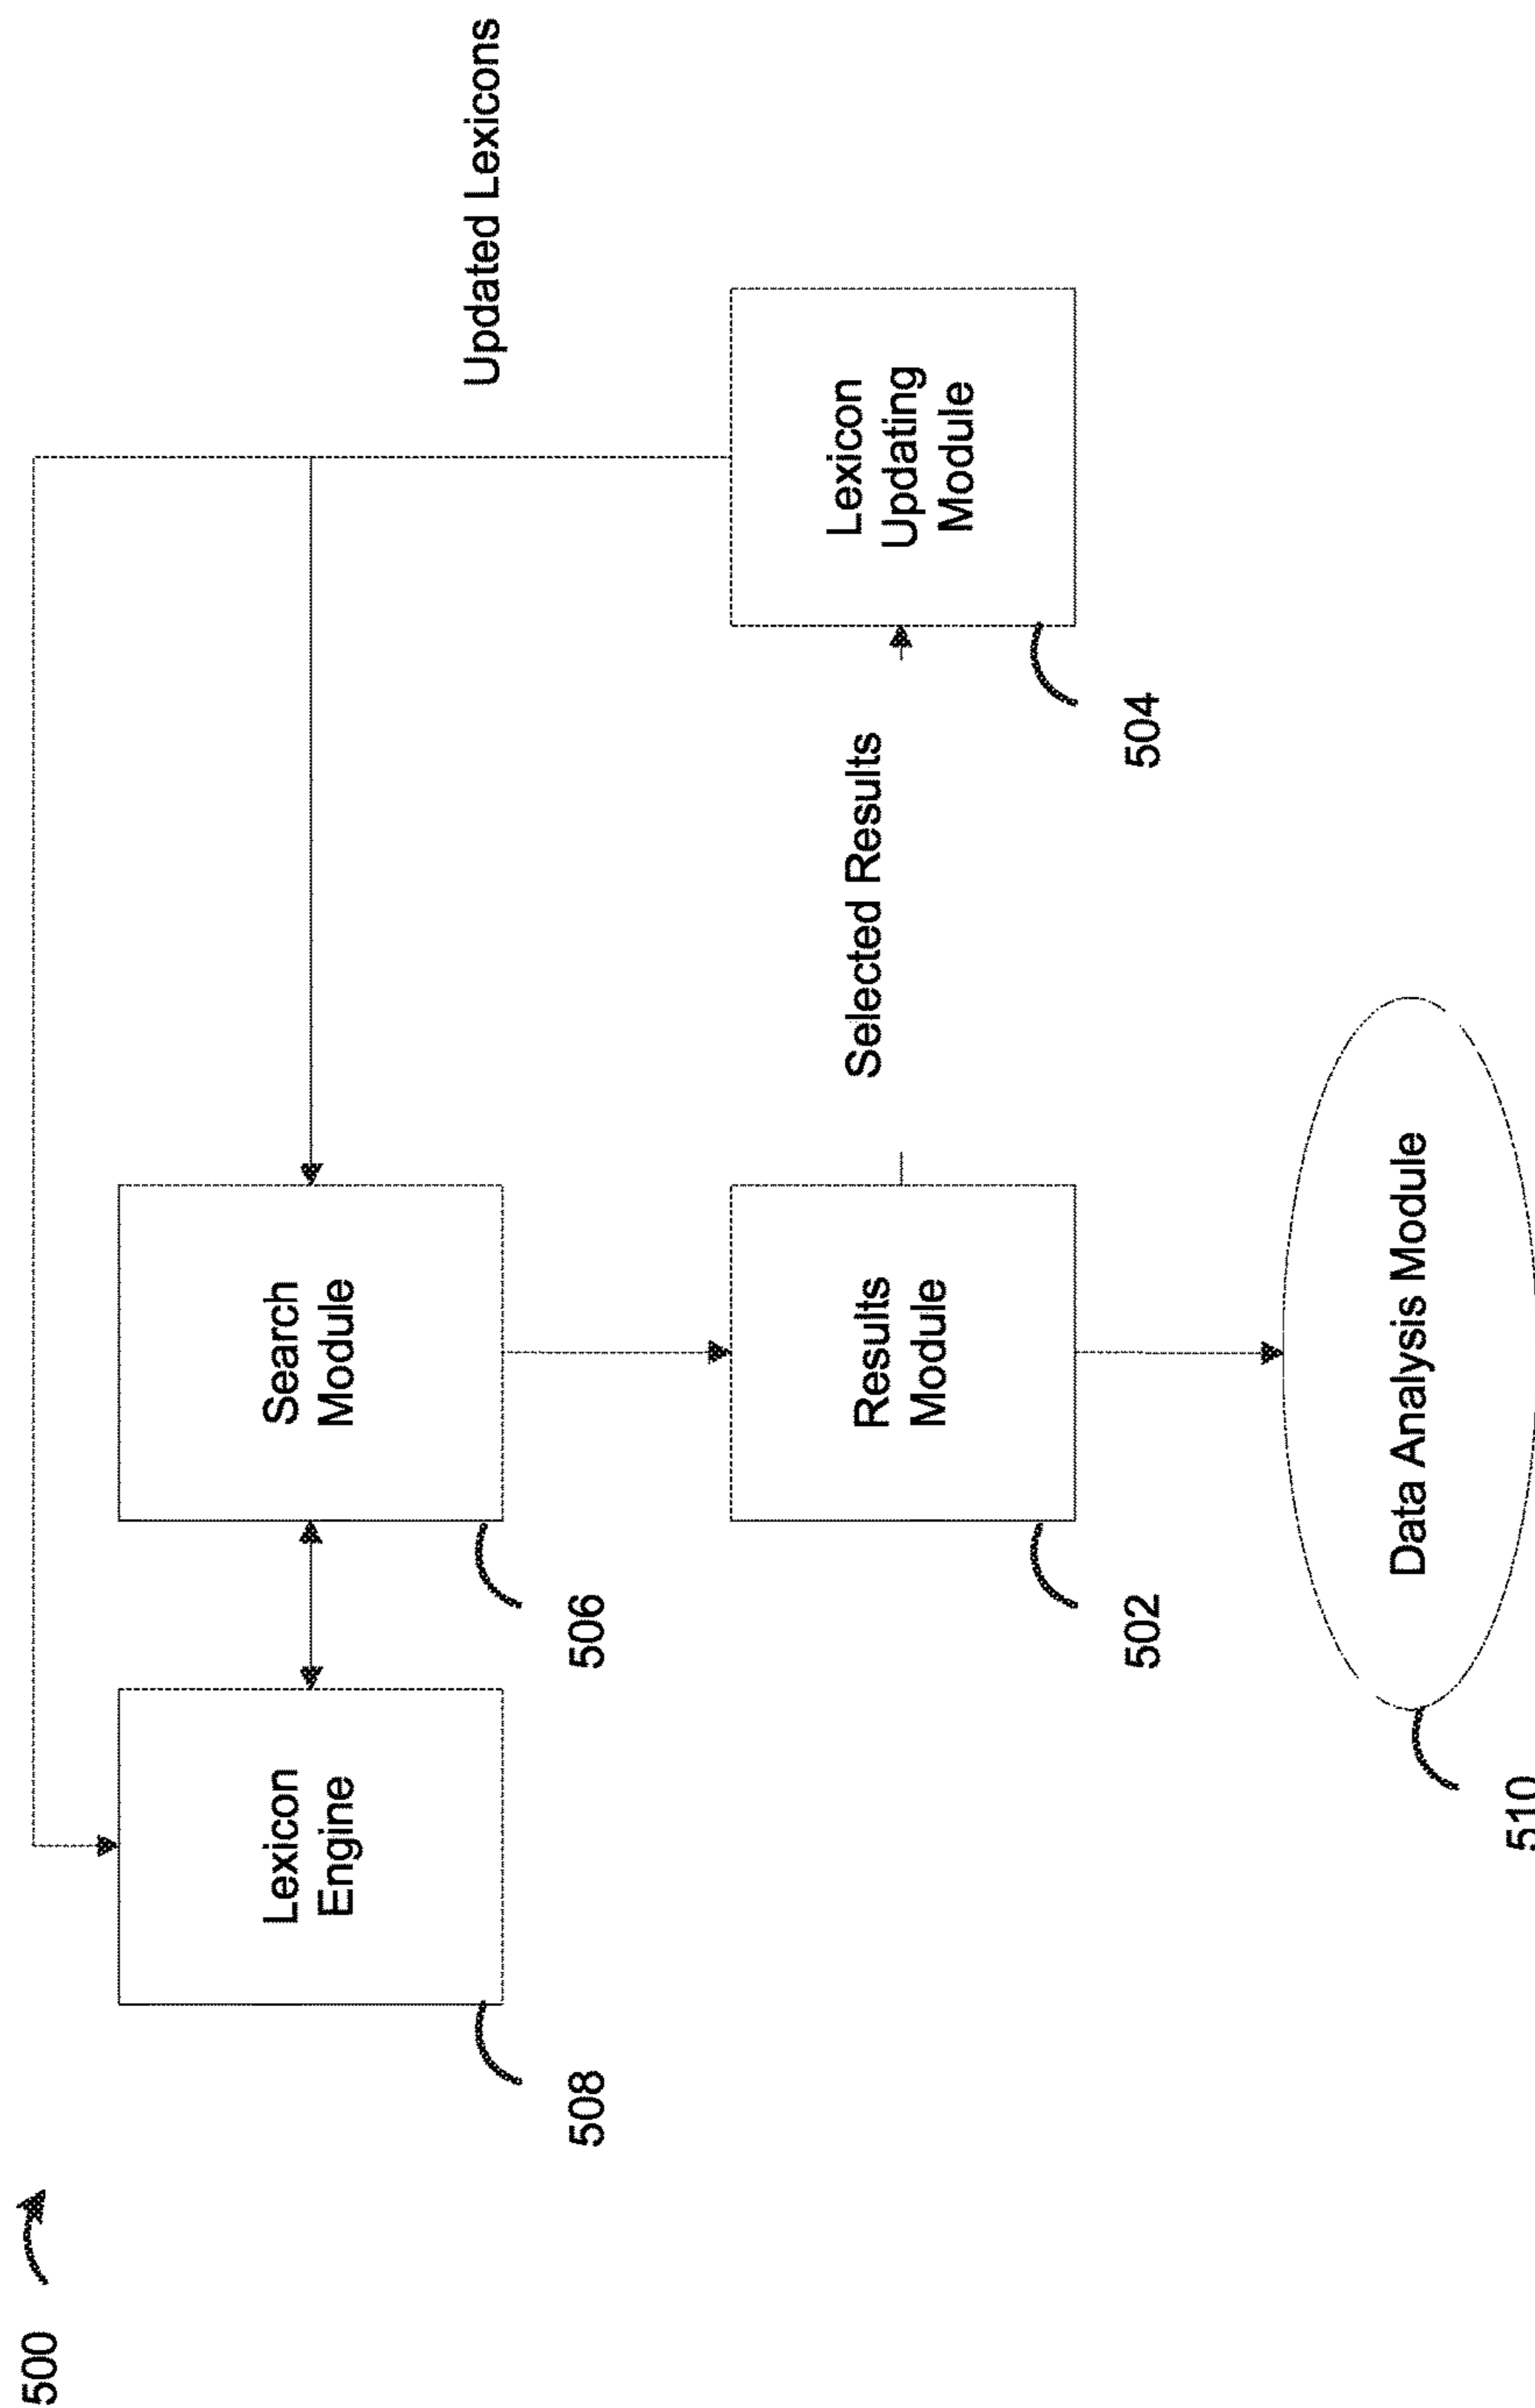 500
Updated Lexicons
Lexicon
Engine
508
Search
Module
506
Results
Module
502
Selected Results
Lexicon
Updating
Module
504
Data Analysis Module
510